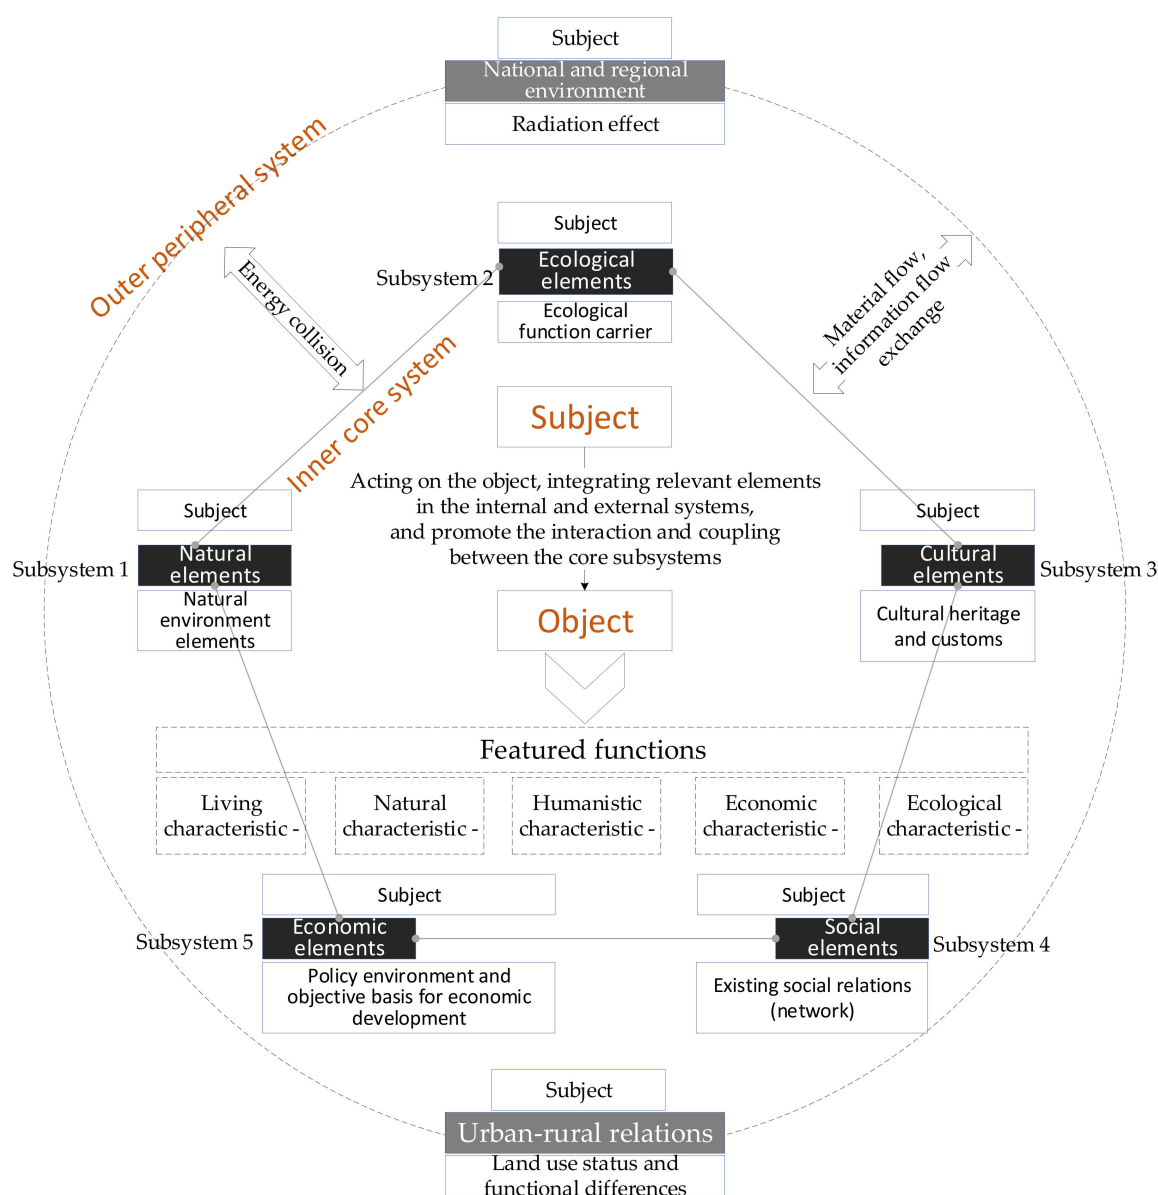 Subject
National and regional
environment
Radiation effect
Outer peripheral system
Subject
Subsystem 2
Ecological
elements
Ecological
function carrier
Energy collision
Material flow,
information flow
exchange
Inner core system
Subject
Acting on the object, integrating relevant elements
in the internal and external systems,
and promote the interaction and coupling
between the core subsystems
Object
Subject
Subsystem 1
Natural
elements
Natural
environment
elements
Subject
Cultural
elements
Subsystem 3
Cultural heritage
and customs
Featured functions
Living
characteristic -
Natural
characteristic -
Humanistic
characteristic -
Economic
characteristic -
Ecological
characteristic -
Subject
Subsystem 5
Economic
elements
Policy environment and
objective basis for economic
development
Subject
Social
elements
Subsystem 4
Existing social relations
(network)
Subject
Urban-rural relations
Land use status and
functional differences